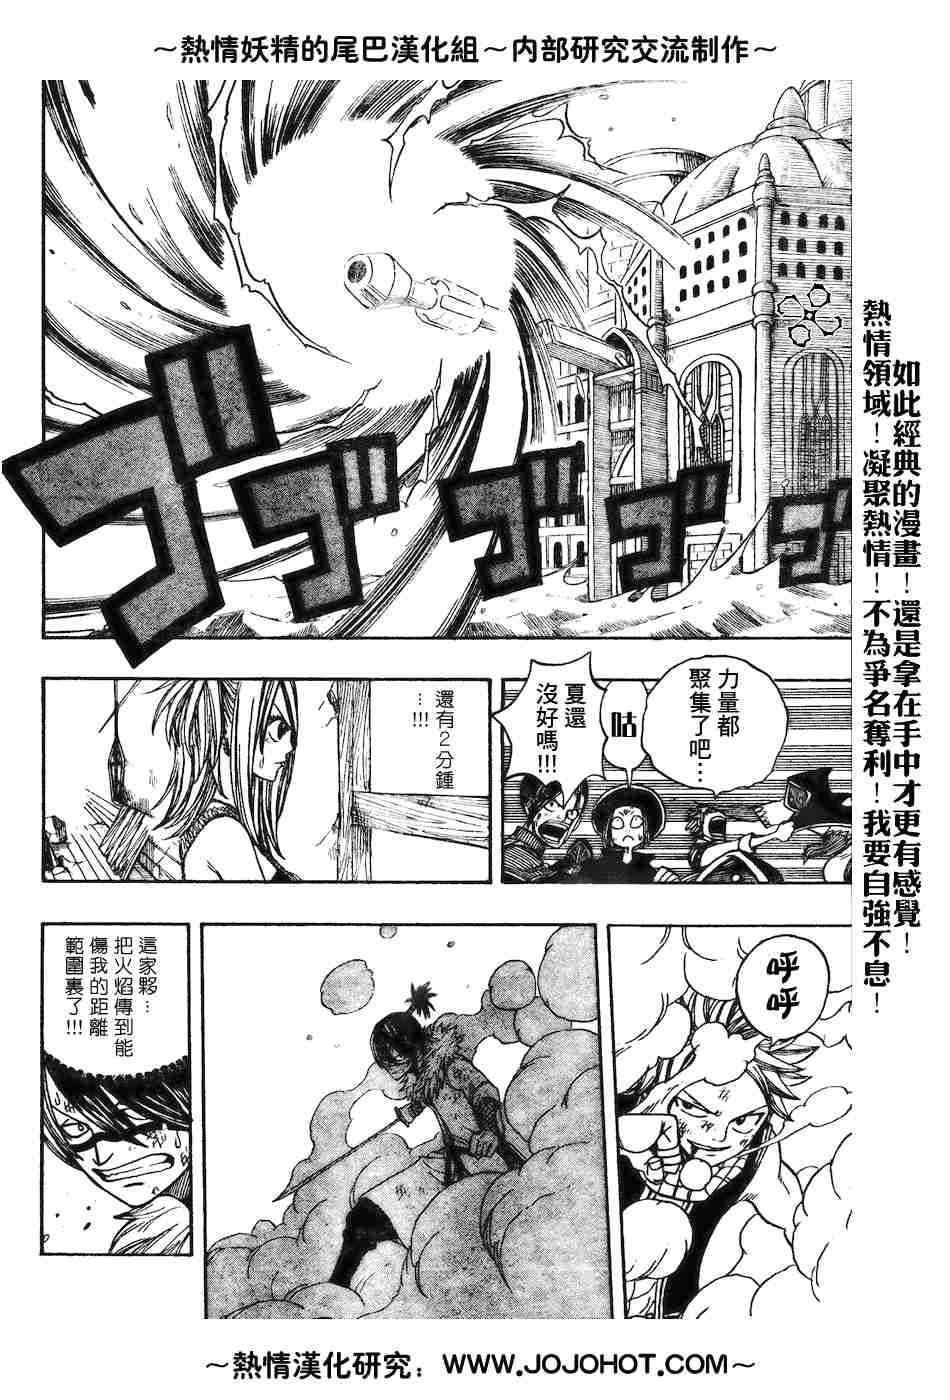 ～熱情妖精的尾巴漢化組～内部研究交流制作～
ゴゴゴゴゴ
如此經典的漫畫！還是拿在手中才更有感覺！
熱情領域！凝聚熱情！不為爭名奪利！我要自強不息！
力量都
聚集了吧…
咕
夏還
沒好嗎!!!
還有2分鐘
…!!!
呼
呼
這家夥…
把火焰傳到能
傷我的距離
範圍裏了!!!
～熱情漢化研究：WWW.JOJOHOT.COM～